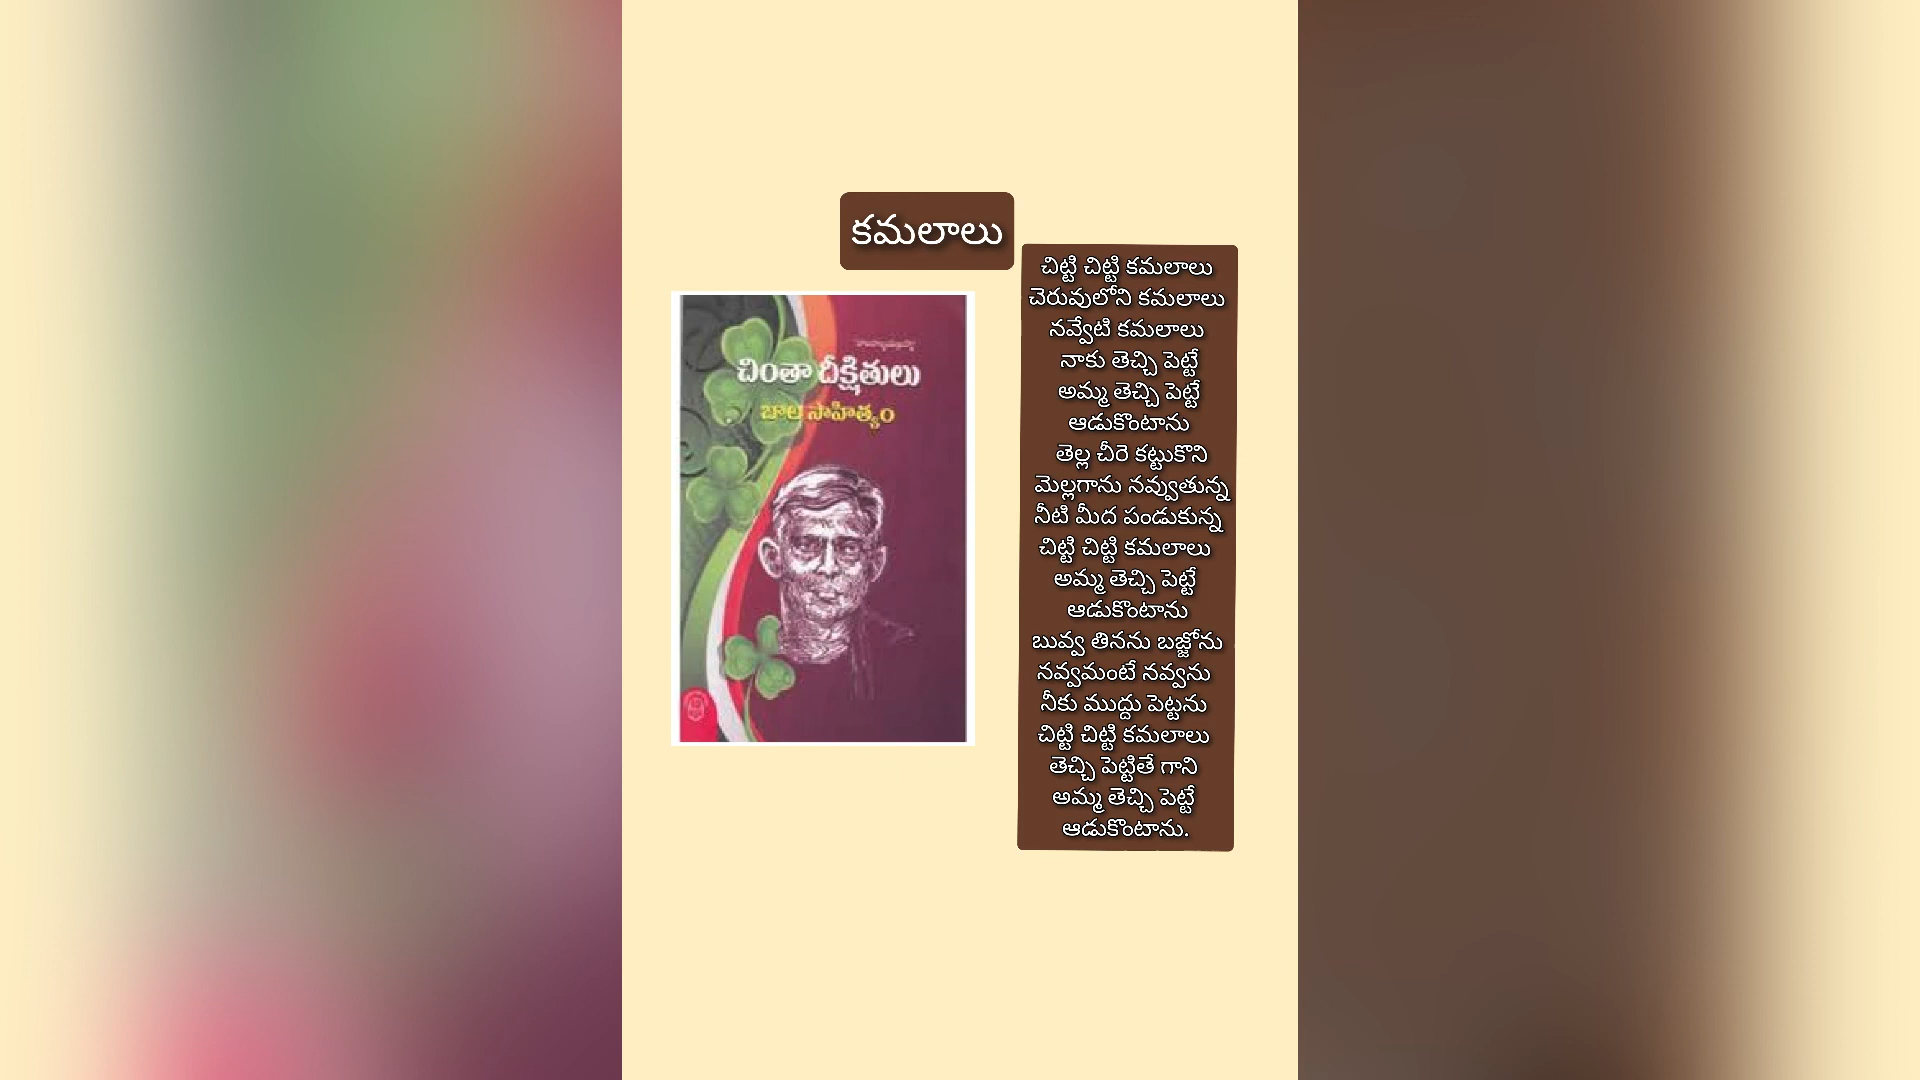 కమలాలు
చింతా దీక్షితులు
బాల సాహిత్యం
చిట్టి చిట్టి కమలాలు
చెరువులోని కమలాలు
నవ్వేటి కమలాలు
నాకు తెచ్చి పెట్టే
అమ్మ తెచ్చి పెట్టే
ఆడుకొంటాను
తెల్ల చీరె కట్టుకొని
మెల్లగాను నవ్వుతున్న
నీటి మీద పండుకున్న
చిట్టి చిట్టి కమలాలు
అమ్మ తెచ్చి పెట్టే
ఆడుకొంటాను
బువ్వ తినను బజ్జోను
నవ్వమంటే నవ్వను
నీకు ముద్దు పెట్టను
చిట్టి చిట్టి కమలాలు
తెచ్చి పెట్టితే గాని
అమ్మ తెచ్చి పెట్టే
ఆడుకొంటాను.